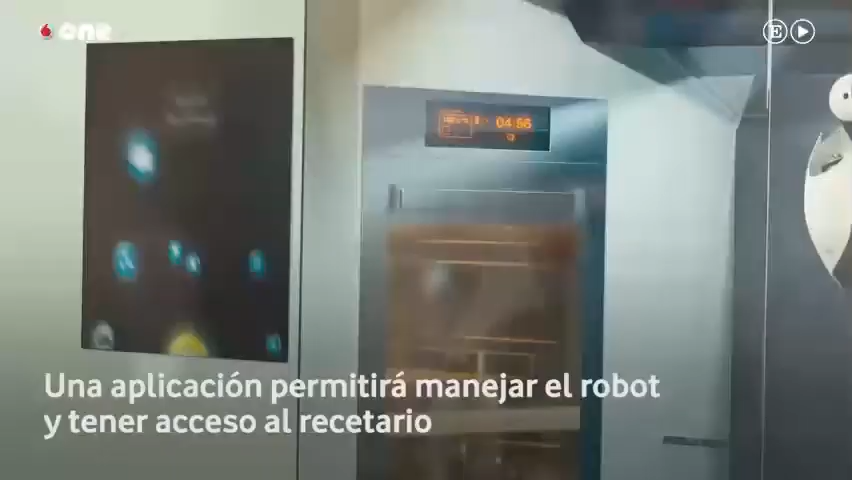 one
E
04:56
Una aplicación permitirá manejar el robot
y tener acceso al recetario